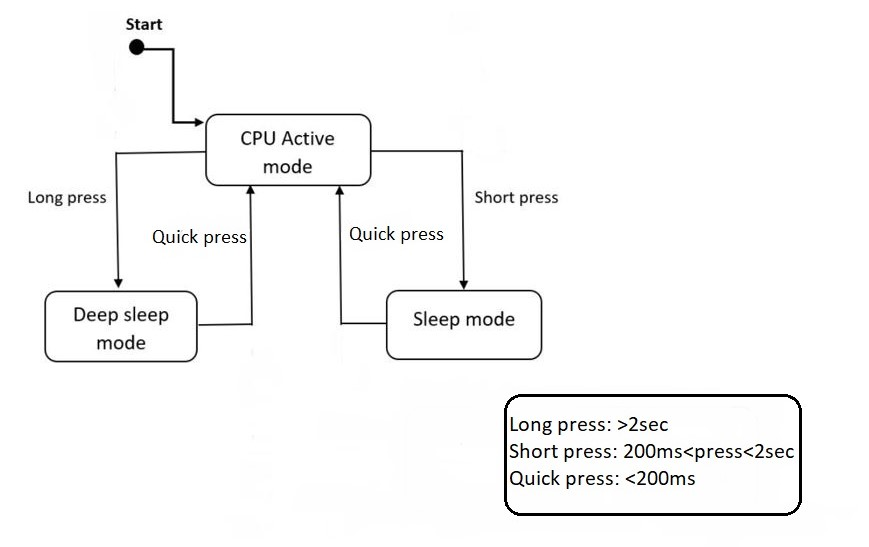 Start
CPU Active
mode
Long press
Short press
Quick press
Quick press
Deep sleep
mode
Sleep mode
Long press: >2sec
Short press: 200ms<press<2sec
Quick press: <200ms